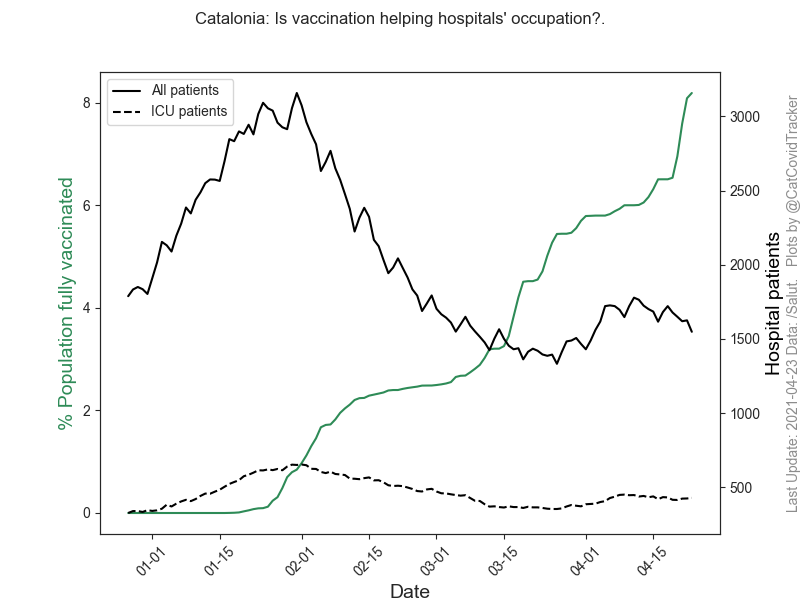 Catalonia: Is vaccination helping hospitals' occupation?.
All patients
ICU patients
% Population fully vaccinated
8
6
4
2
0
3000
2500
2000
1500
1000
500
Hospital patients
Last Update: 2021-04-23 Data: /Salut.  Plots by @CatCovidTracker
01-01
01-15
02-01
02-15
03-01
03-15
04-01
04-15
Date